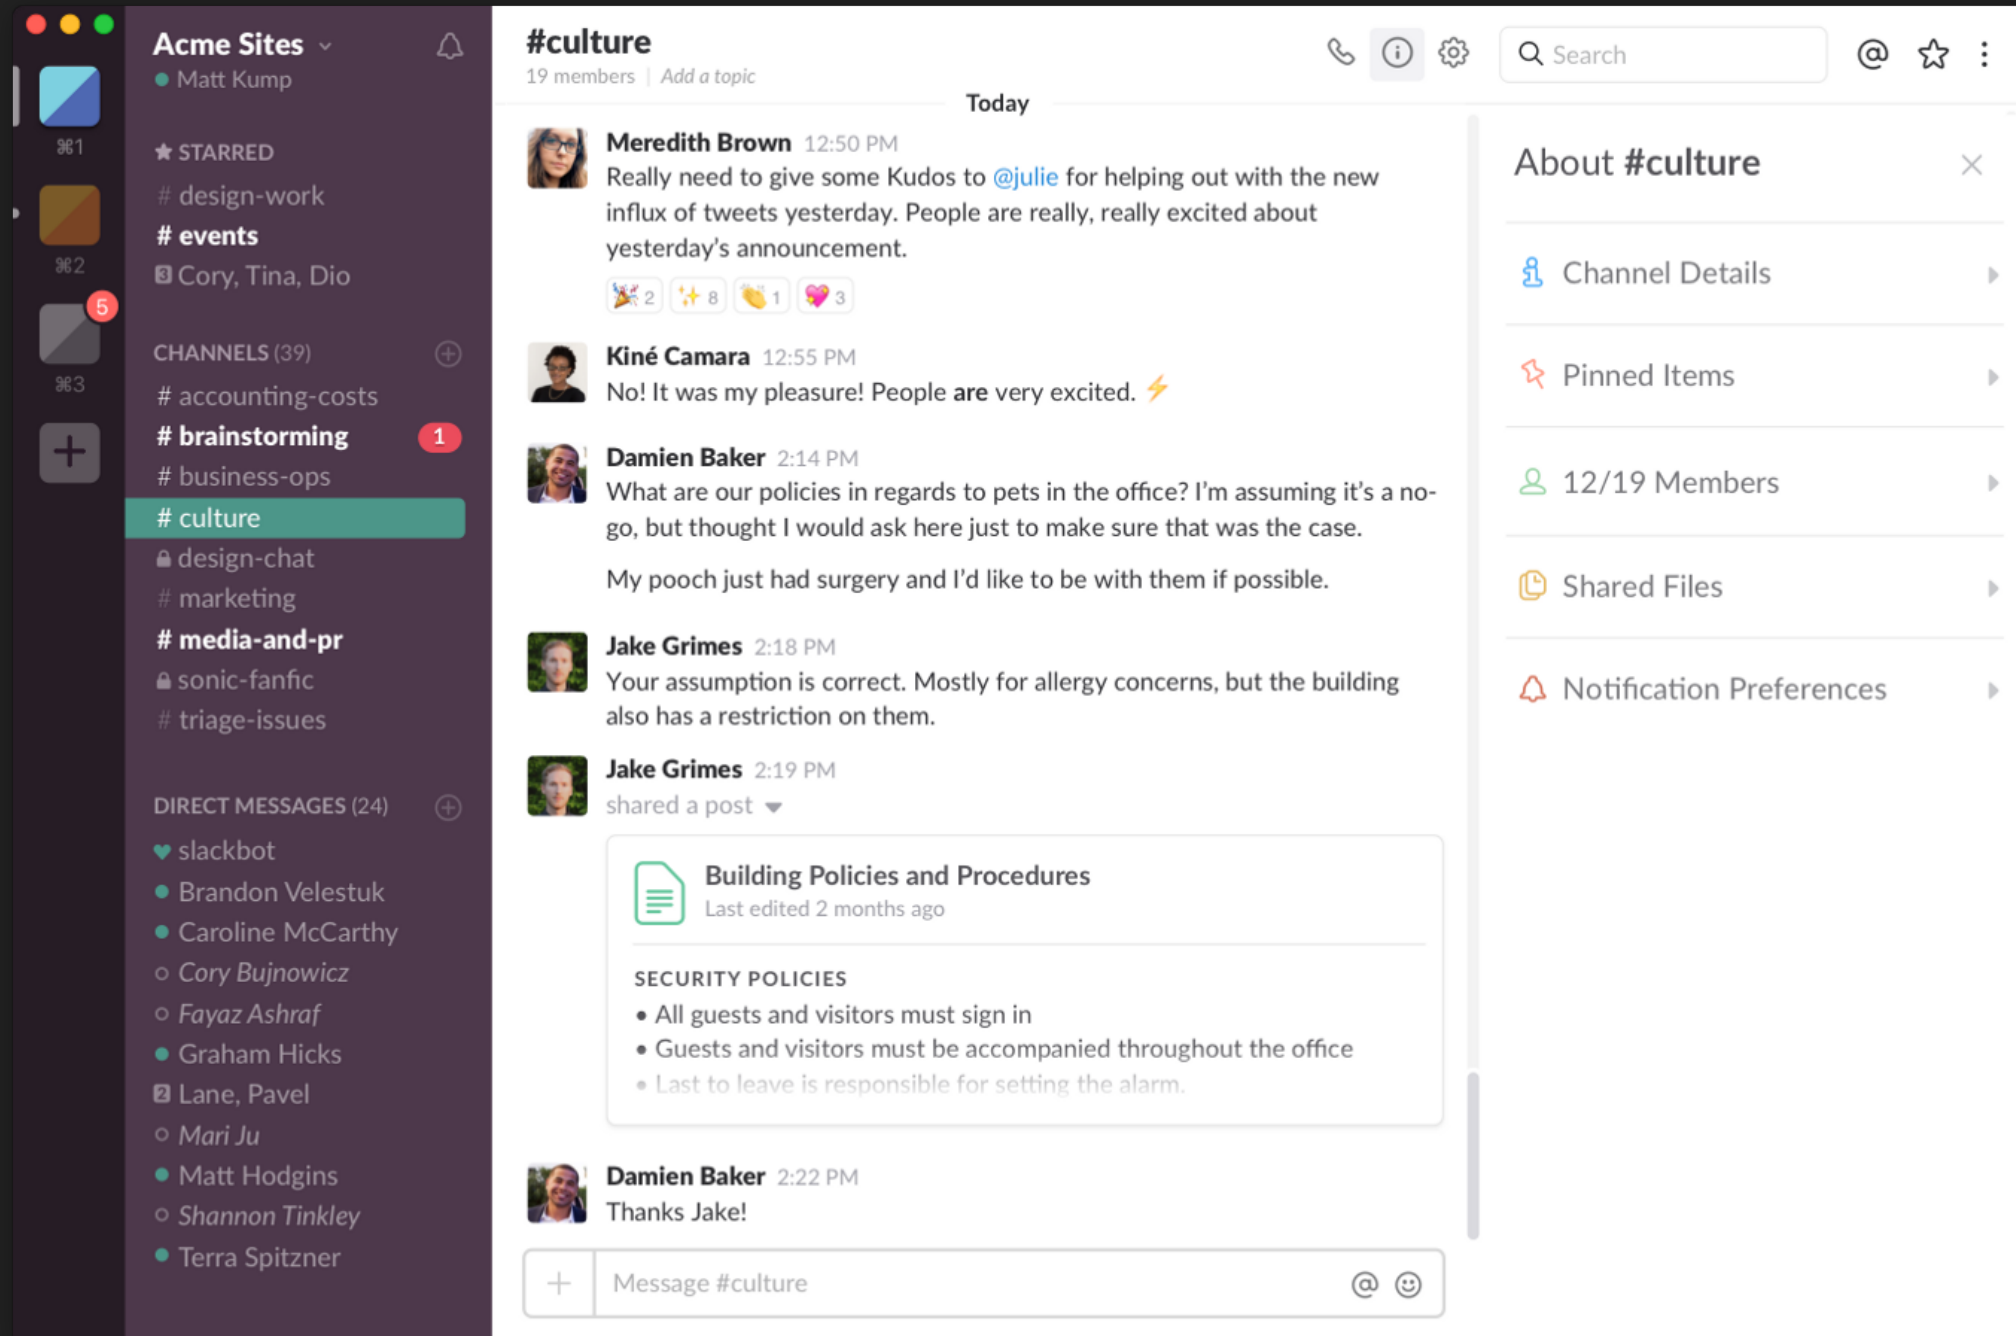 Acme Sites
Matt Kump
⌘1
⌘2
5
⌘3
STARRED
# design-work
# events
3 Cory, Tina, Dio
CHANNELS (39)
# accounting-costs
# brainstorming 1
# business-ops
# culture
design-chat
# marketing
# media-and-pr
sonic-fanfic
# triage-issues
DIRECT MESSAGES (24)
slackbot
Brandon Velestuk
Caroline McCarthy
Cory Bujnowicz
Fayaz Ashraf
Graham Hicks
2 Lane, Pavel
Mari Ju
Matt Hodgins
Shannon Tinkley
Terra Spitzner
#culture
19 members | Add a topic
Search
Today
Meredith Brown 12:50 PM
Really need to give some Kudos to @julie for helping out with the new
influx of tweets yesterday. People are really, really excited about
yesterday’s announcement.
🎉 2 ✨ 8 👏 1 💖 3
Kiné Camara 12:55 PM
No! It was my pleasure! People are very excited. ⚡
Damien Baker 2:14 PM
What are our policies in regards to pets in the office? I’m assuming it’s a no-
go, but thought I would ask here just to make sure that was the case.
My pooch just had surgery and I’d like to be with them if possible.
Jake Grimes 2:18 PM
Your assumption is correct. Mostly for allergy concerns, but the building
also has a restriction on them.
Jake Grimes 2:19 PM
shared a post
Building Policies and Procedures
Last edited 2 months ago
SECURITY POLICIES
• All guests and visitors must sign in
• Guests and visitors must be accompanied throughout the office
• Last to leave is responsible for setting the alarm.
Damien Baker 2:22 PM
Thanks Jake!
Message #culture
About #culture
Channel Details
Pinned Items
12/19 Members
Shared Files
Notification Preferences